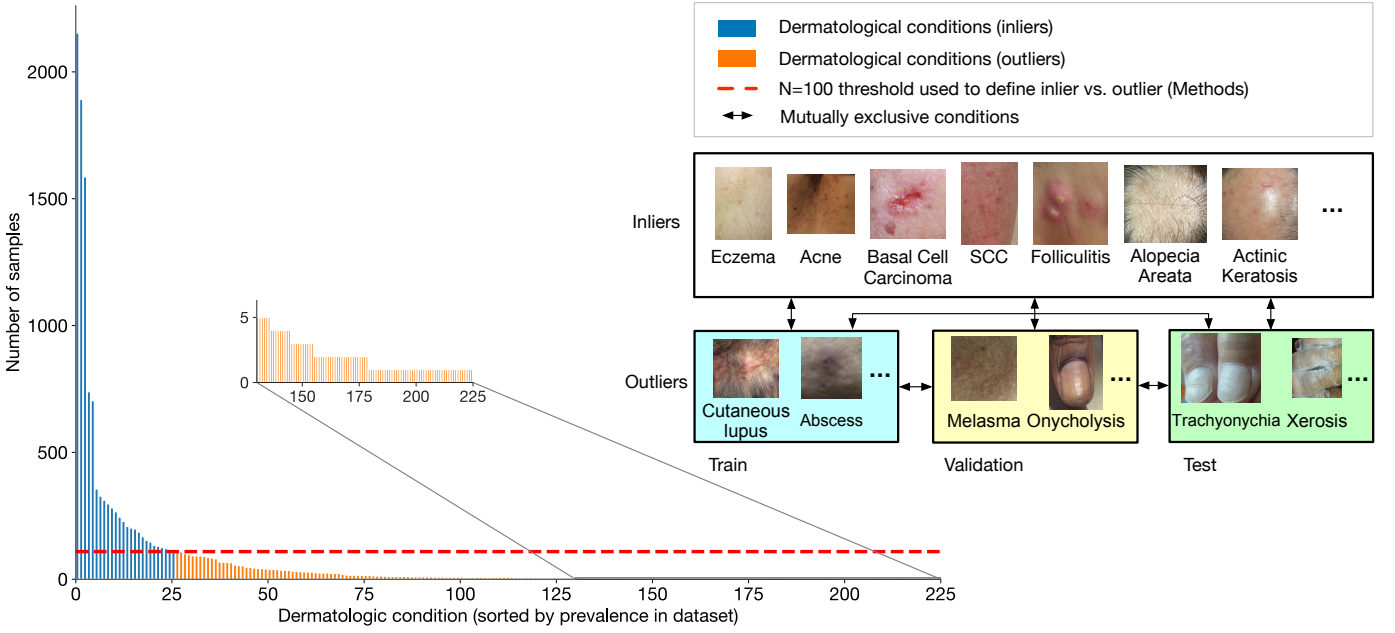 Number of samples
2000
1500
1000
500
0
0
25
50
75
100
125
150
175
200
225
Dermatologic condition (sorted by prevalence in dataset)
5
0
150
175
200
225
Dermatological conditions (inliers)
Dermatological conditions (outliers)
N=100 threshold used to define inlier vs. outlier (Methods)
Mutually exclusive conditions
Inliers
Eczema
Acne
Basal Cell
Carcinoma
SCC
Folliculitis
Alopecia
Areata
Actinic
Keratosis
...
Outliers
Cutaneous
lupus
Abscess
...
Melasma
Onycholysis
...
Trachyonychia
Xerosis
...
Train
Validation
Test